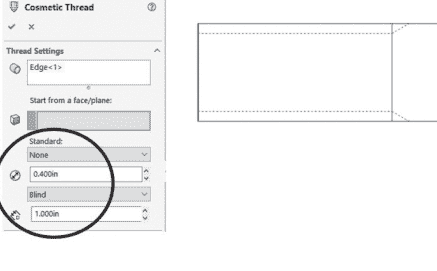 Cosmetic Thread
Thread Settings
Edge<1>
Start from a face/plane:
Standard:
None
0.400in
Blind
1.000in